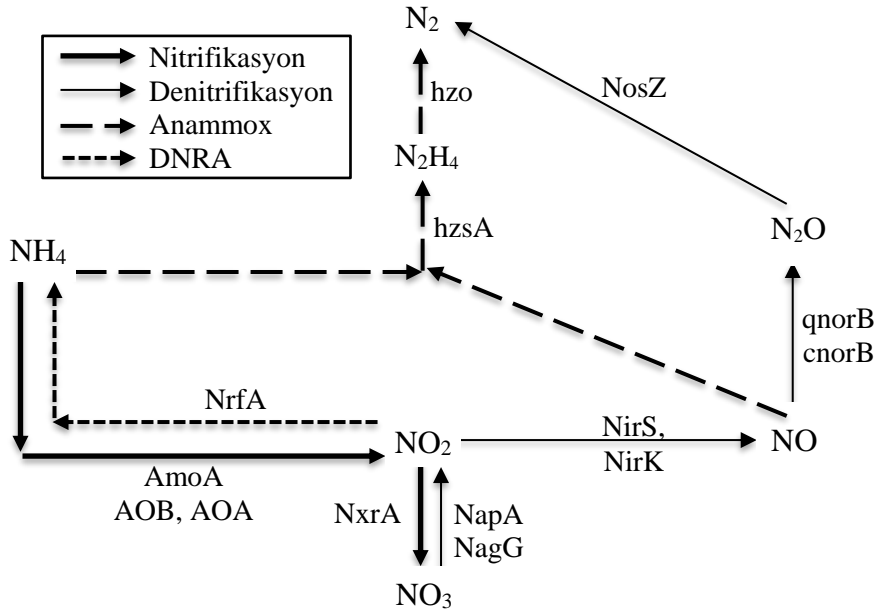 N₂
Nitrifikasyon
Denitrifikasyon
Anammox
DNRA
hzo
NosZ
N₂H₄
hzsA
N₂O
NH₄
qnorB
cnorB
NrfA
NO₂
NirS,
NirK
NO
AmoA
AOB, AOA
NxrA
NapA
NagG
NO₃